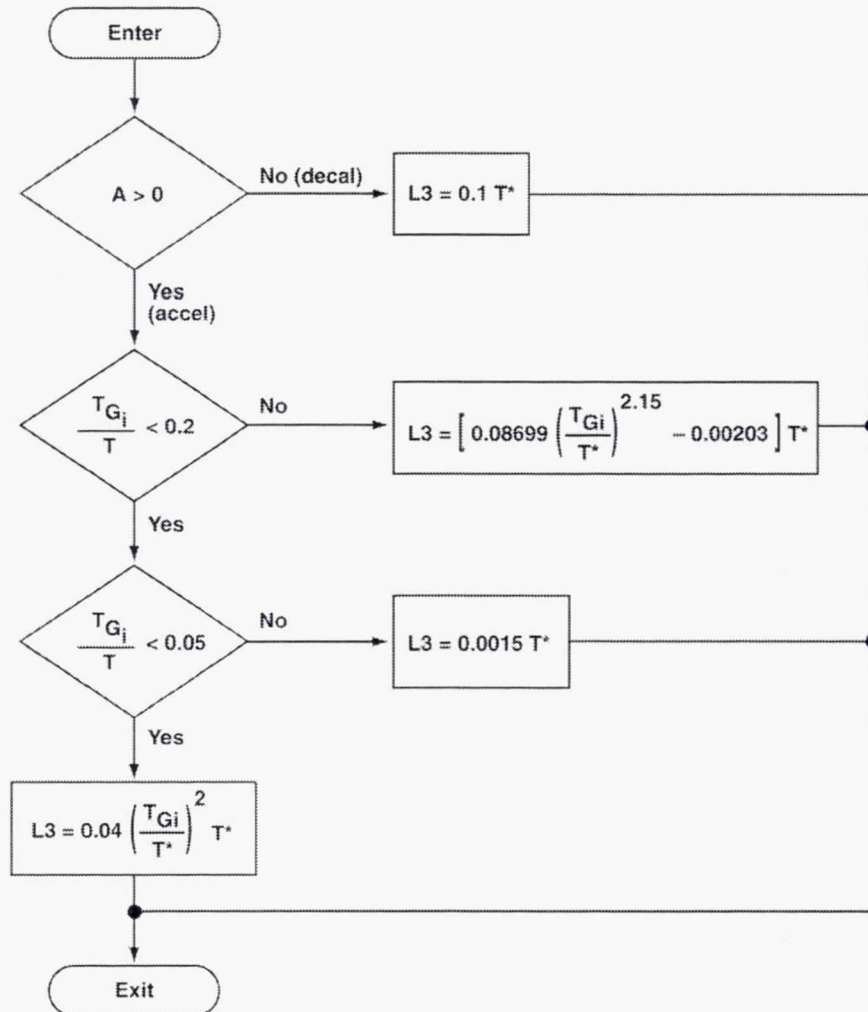 Enter
A > 0
No (decal)
L3 = 0.1 T*
Yes
(accel)
T_Gi / T < 0.2
No
L3 = [ 0.08699 (T_Gi / T*)^2.15 − 0.00203 ] T*
Yes
T_Gi / T < 0.05
No
L3 = 0.0015 T*
Yes
L3 = 0.04 (T_Gi / T*)^2 T*
Exit